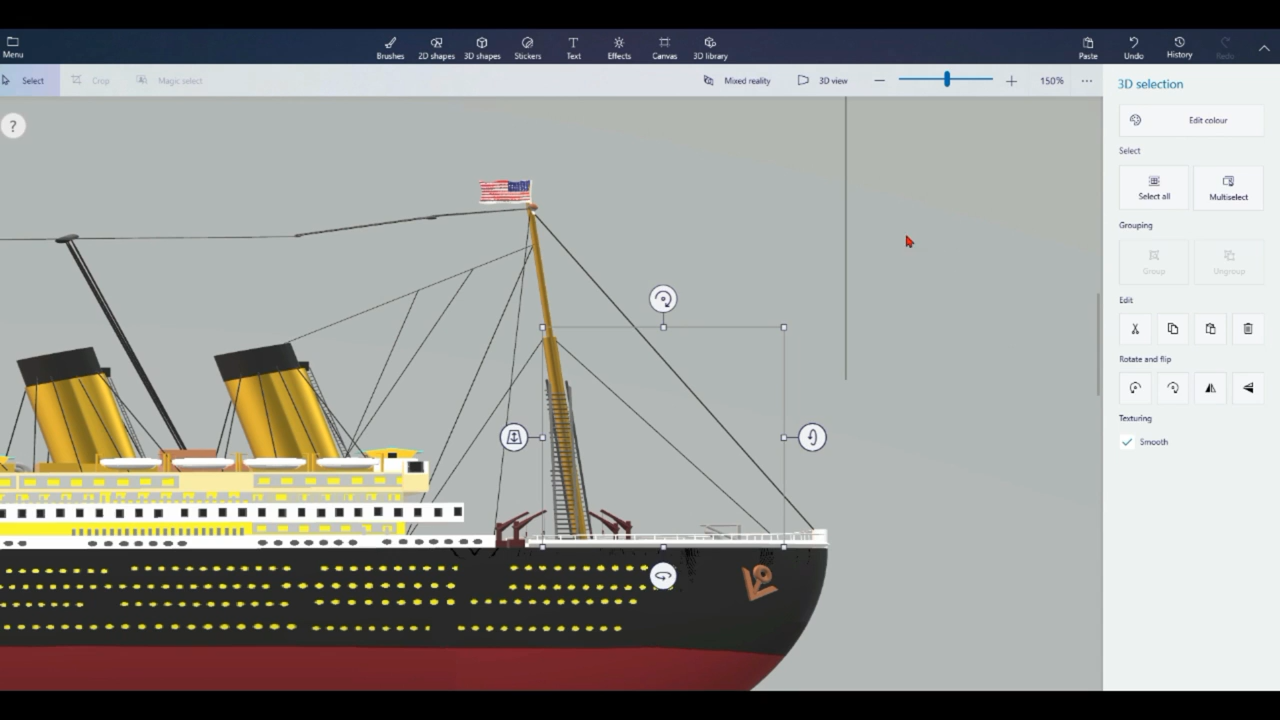 Menu
Brushes
2D shapes
3D shapes
Stickers
Text
Effects
Canvas
3D library
Paste
Undo
History
Redo
Select
Crop
Magic select
Mixed reality
3D view
150%
?
3D selection
Edit colour
Select
Select all
Multiselect
Grouping
Group
Ungroup
Edit
Rotate and flip
Texturing
Smooth